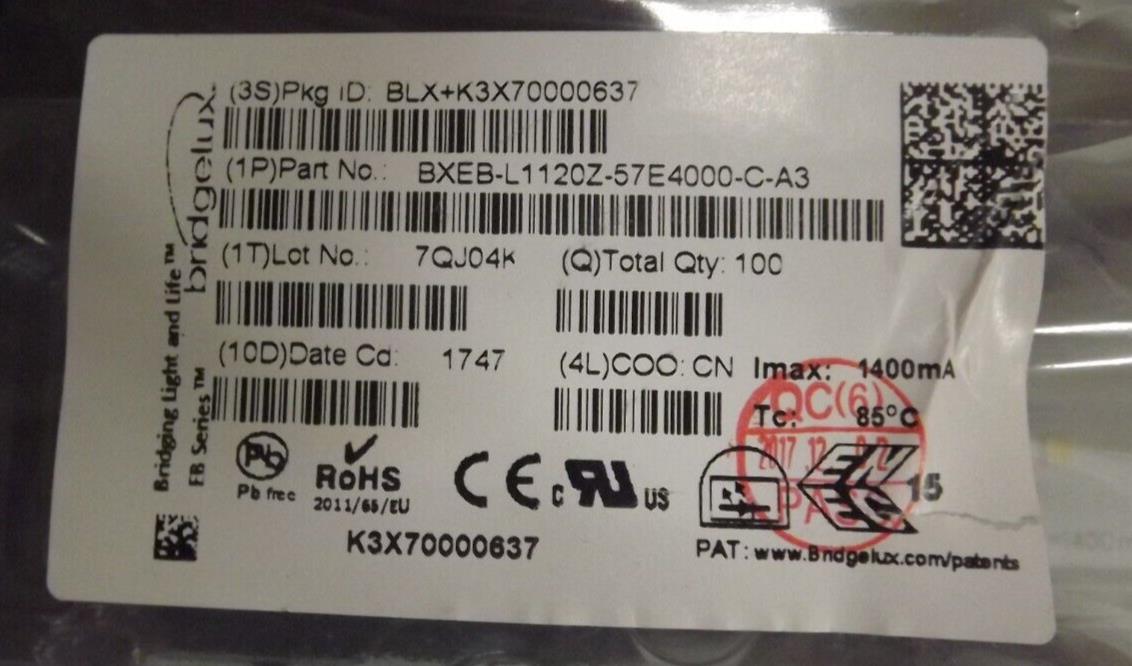 (3S)Pkg ID: BLX+K3X70000637
(1P)Part No.: BXEB-L1120Z-57E4000-C-A3
(1T)Lot No.: 7QJ04K (Q)Total Qty: 100
(10D)Date Cd: 1747 (4L)COO: CN
Imax: 1400mA
Tc: 85°C
QC(6)
2017.12.02
PASS
bridgelux
Bridging Light and Life™
EB Series™
Pb
Pb free
RoHS
2011/65/EU
CE
c RU US
15
K3X70000637
PAT: www.Bridgelux.com/patents